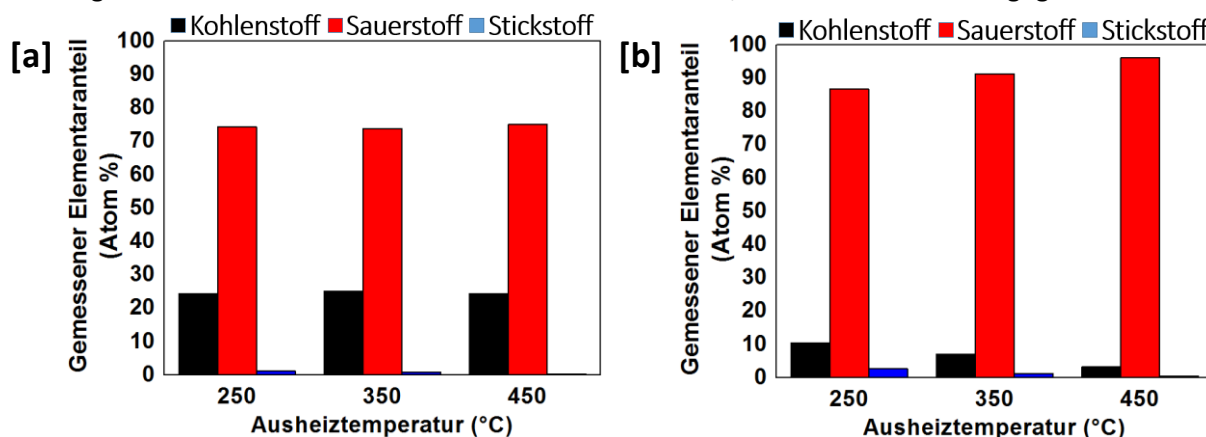 [a]
Kohlenstoff Sauerstoff Stickstoff
Gemessener Elementaranteil
(Atom %)
100
90
80
70
60
50
40
30
20
10
0
250 350 450
Ausheiztemperatur (°C)
[b]
Kohlenstoff Sauerstoff Stickstoff
Gemessener Elementaranteil
(Atom %)
100
90
80
70
60
50
40
30
20
10
0
250 350 450
Ausheiztemperatur (°C)